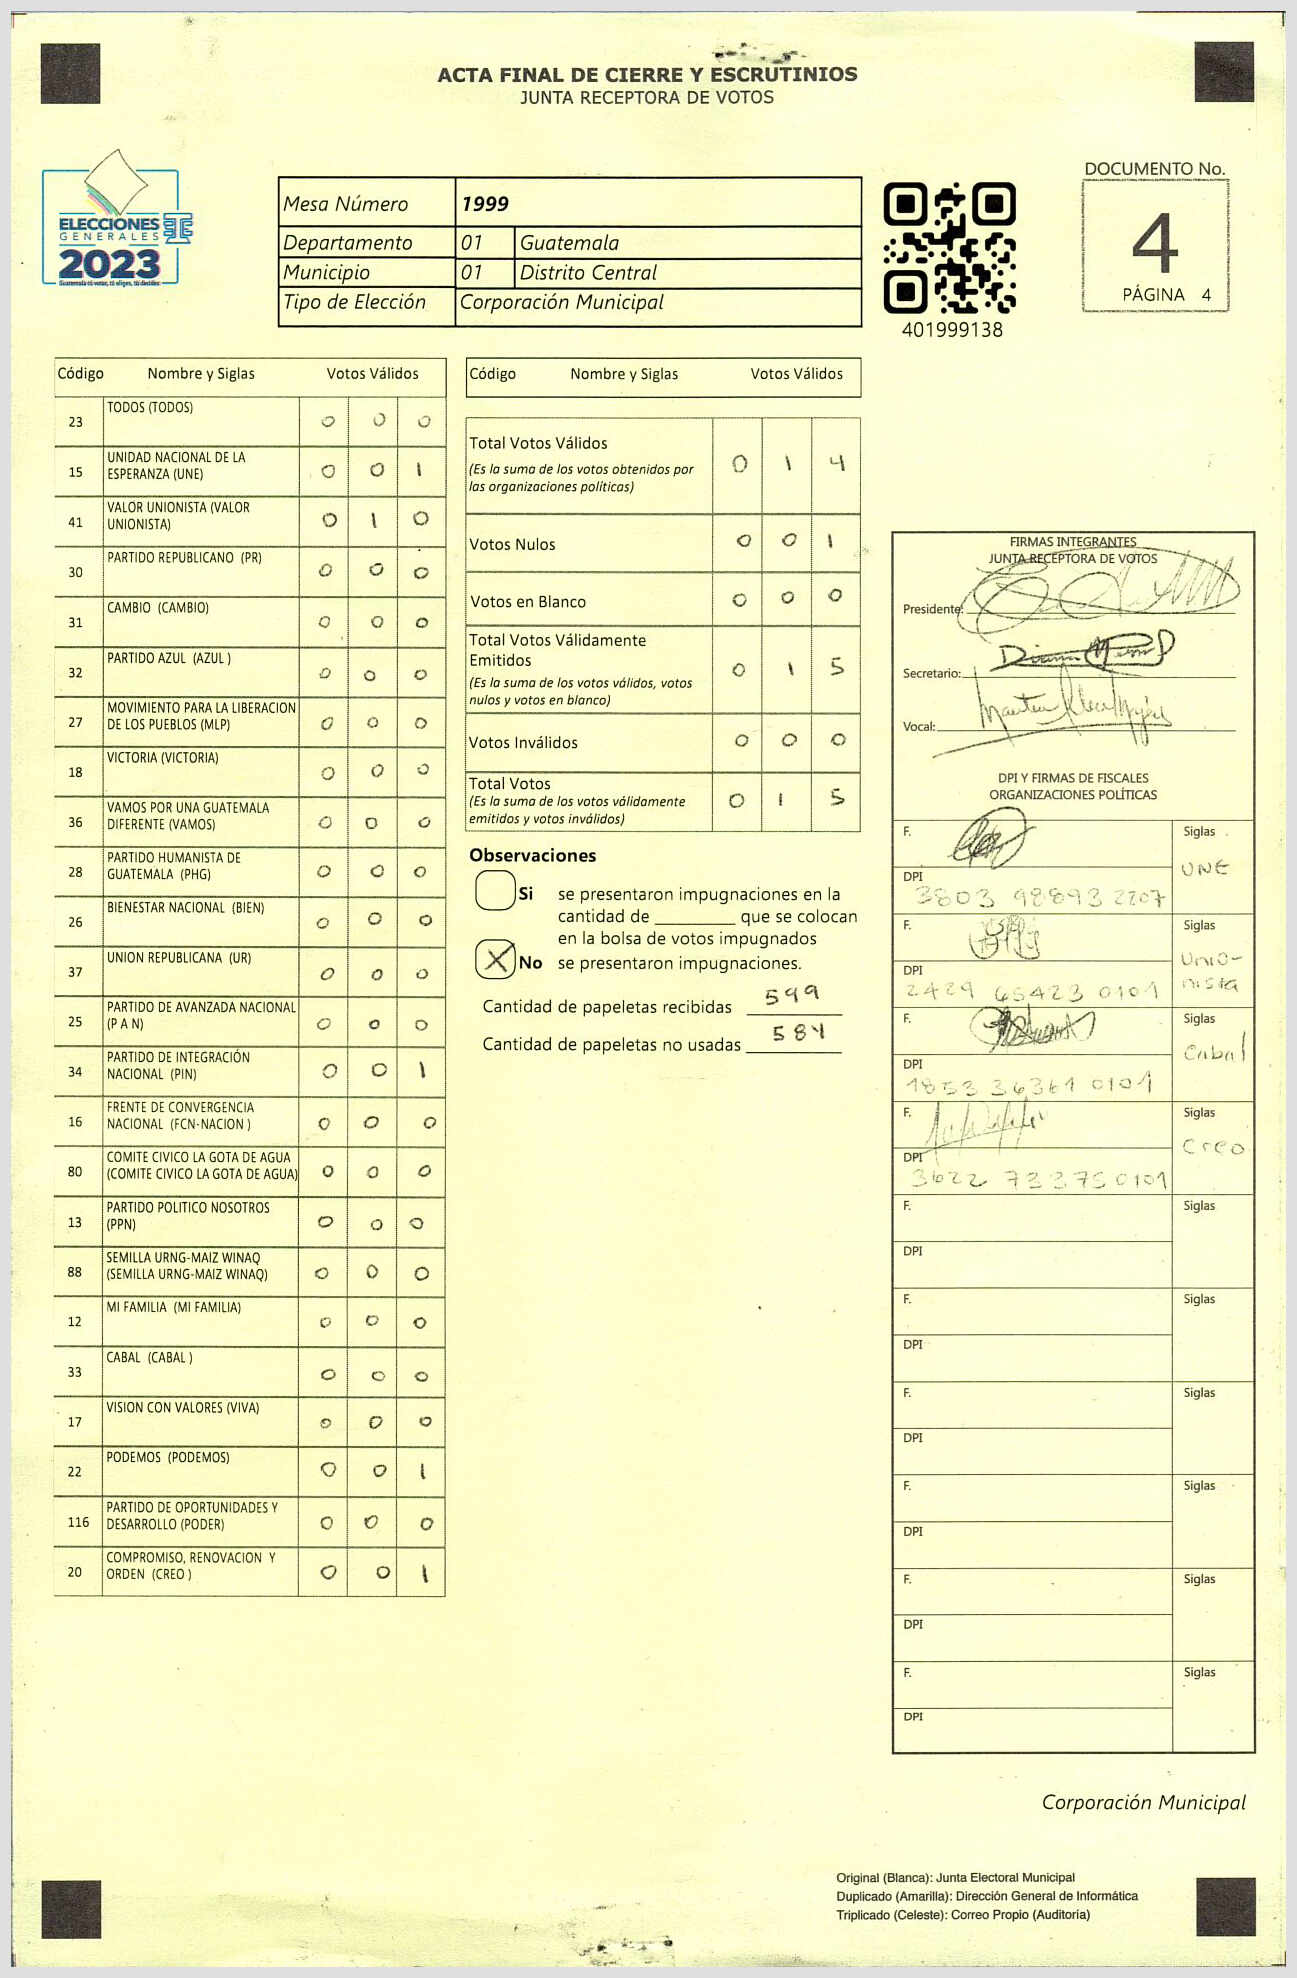 ACTA FINAL DE CIERRE Y ESCRUTINIOS
JUNTA RECEPTORA DE VOTOS
ELECCIONES
GENERALES
2023
Mesa Número 1999
Departamento 01 Guatemala
Municipio 01 Distrito Central
Tipo de Elección Corporación Municipal
401999138
DOCUMENTO No.
4
PÁGINA 4
Código Nombre y Siglas Votos Válidos
23 TODOS (TODOS) 0 0 0
15 UNIDAD NACIONAL DE LA
ESPERANZA (UNE) 0 0 1
41 VALOR UNIONISTA (VALOR
UNIONISTA) 0 1 0
30 PARTIDO REPUBLICANO (PR) 0 0 0
31 CAMBIO (CAMBIO) 0 0 0
32 PARTIDO AZUL (AZUL ) 0 0 0
27 MOVIMIENTO PARA LA LIBERACION
DE LOS PUEBLOS (MLP) 0 0 0
18 VICTORIA (VICTORIA) 0 0 0
36 VAMOS POR UNA GUATEMALA
DIFERENTE (VAMOS) 0 0 0
28 PARTIDO HUMANISTA DE
GUATEMALA (PHG) 0 0 0
26 BIENESTAR NACIONAL (BIEN) 0 0 0
37 UNION REPUBLICANA (UR) 0 0 0
25 PARTIDO DE AVANZADA NACIONAL
(P A N) 0 0 0
34 PARTIDO DE INTEGRACIÓN
NACIONAL (PIN) 0 0 1
16 FRENTE DE CONVERGENCIA
NACIONAL (FCN-NACION ) 0 0 0
80 COMITE CIVICO LA GOTA DE AGUA
(COMITE CIVICO LA GOTA DE AGUA) 0 0 0
13 PARTIDO POLITICO NOSOTROS
(PPN) 0 0 0
88 SEMILLA URNG-MAIZ WINAQ
(SEMILLA URNG-MAIZ WINAQ) 0 0 0
12 MI FAMILIA (MI FAMILIA) 0 0 0
33 CABAL (CABAL ) 0 0 0
17 VISION CON VALORES (VIVA) 0 0 0
22 PODEMOS (PODEMOS) 0 0 1
116 PARTIDO DE OPORTUNIDADES Y
DESARROLLO (PODER) 0 0 0
20 COMPROMISO, RENOVACION Y
ORDEN (CREO ) 0 0 1
Código Nombre y Siglas Votos Válidos
Total Votos Válidos 0 1 4
(Es la suma de los votos obtenidos por
las organizaciones políticas)
Votos Nulos 0 0 1
Votos en Blanco 0 0 0
Total Votos Válidamente
Emitidos 0 1 5
(Es la suma de los votos válidos, votos
nulos y votos en blanco)
Votos Inválidos 0 0 0
Total Votos 0 1 5
(Es la suma de los votos válidamente
emitidos y votos inválidos)
Observaciones
Si se presentaron impugnaciones en la
cantidad de ________ que se colocan
en la bolsa de votos impugnados
X No se presentaron impugnaciones.
Cantidad de papeletas recibidas 599
Cantidad de papeletas no usadas 584
FIRMAS INTEGRANTES
JUNTA RECEPTORA DE VOTOS
Presidente:
Secretario:
Vocal:
DPI Y FIRMAS DE FISCALES
ORGANIZACIONES POLÍTICAS
F. Siglas
UNE
DPI
3803 98893 2207
F. Siglas
Unio-
nista
DPI
2429 65423 0101
F. Siglas
Cabal
DPI
1853 36361 0101
F. Siglas
Creo
DPI
3622 73375 0101
F. Siglas
DPI
F. Siglas
DPI
F. Siglas
DPI
F. Siglas
DPI
F. Siglas
DPI
F. Siglas
DPI
Corporación Municipal
Original (Blanca): Junta Electoral Municipal
Duplicado (Amarilla): Dirección General de Informática
Triplicado (Celeste): Correo Propio (Auditoría)